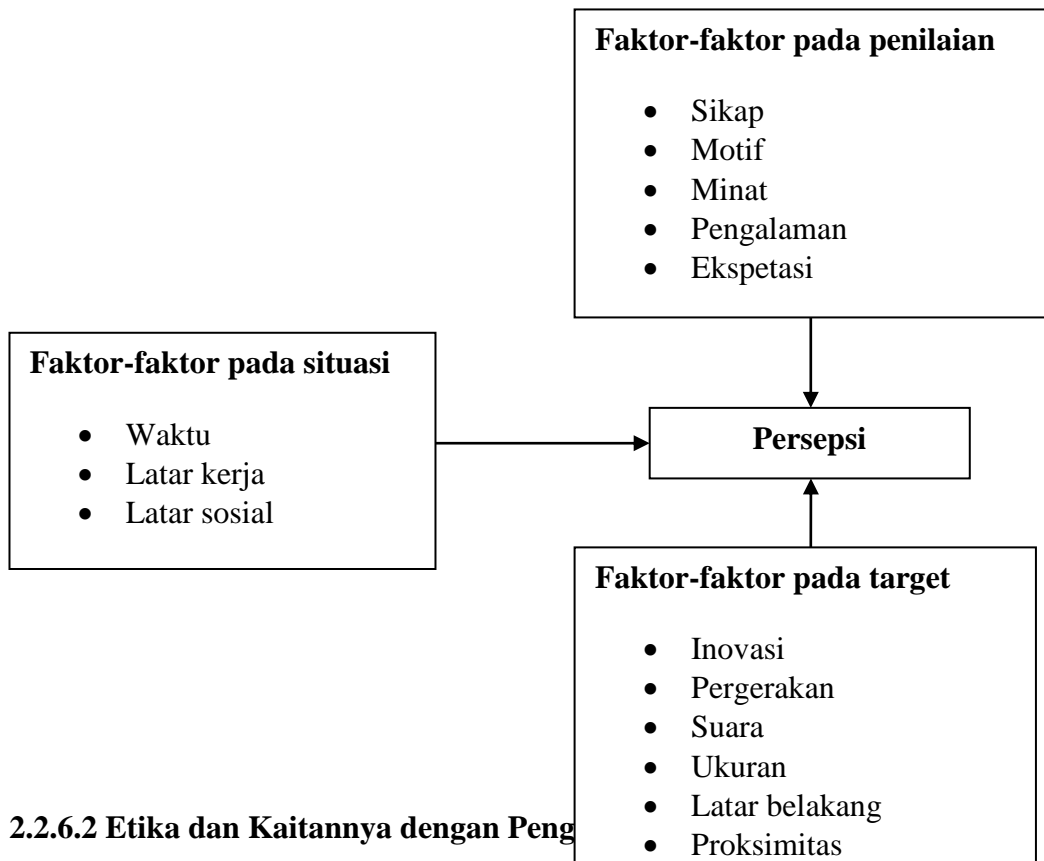 Faktor-faktor pada penilaian
• Sikap
• Motif
• Minat
• Pengalaman
• Ekspetasi
Faktor-faktor pada situasi
• Waktu
• Latar kerja
• Latar sosial
Persepsi
Faktor-faktor pada target
• Inovasi
• Pergerakan
• Suara
• Ukuran
• Latar belakang
• Proksimitas
2.2.6.2 Etika dan Kaitannya dengan Peng